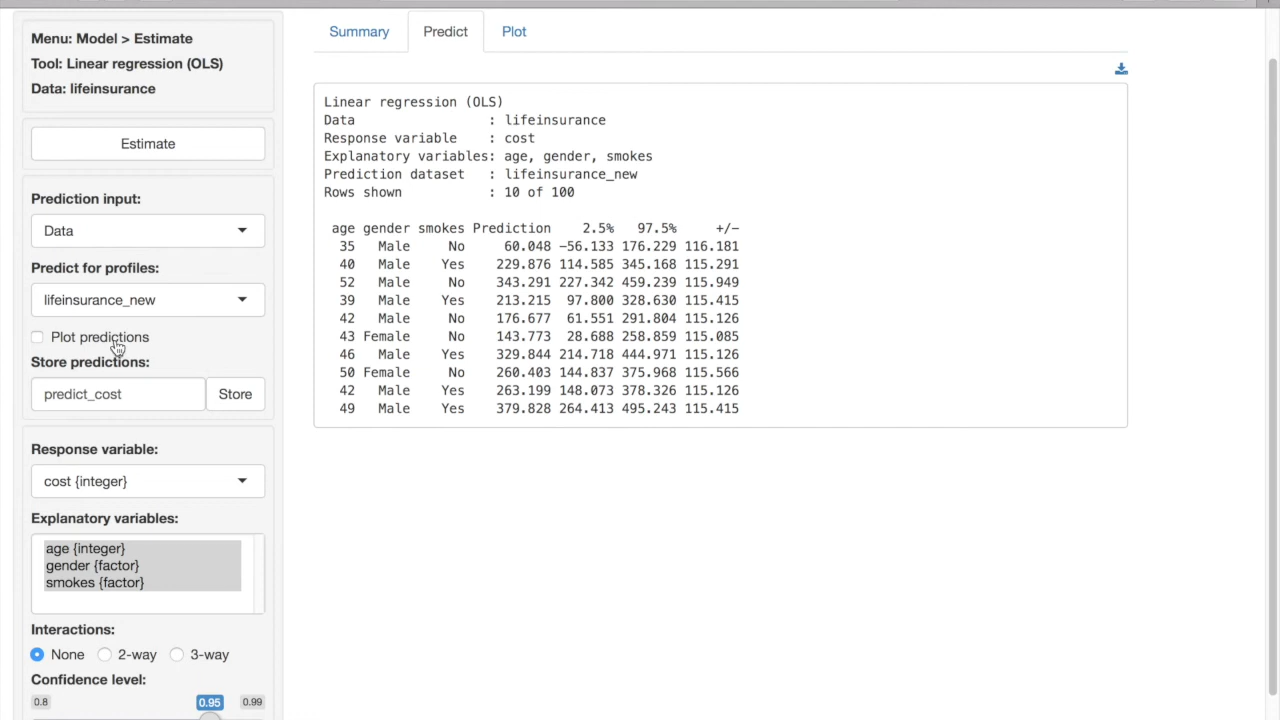 Menu: Model > Estimate
Tool: Linear regression (OLS)
Data: lifeinsurance
Estimate
Prediction input:
Data
Predict for profiles:
lifeinsurance_new
Plot predictions
Store predictions:
predict_cost
Store
Response variable:
cost {integer}
Explanatory variables:
age {integer}
gender {factor}
smokes {factor}
Interactions:
None 2-way 3-way
Confidence level:
0.8 0.95 0.99
Summary Predict Plot
Linear regression (OLS)
Data : lifeinsurance
Response variable : cost
Explanatory variables: age, gender, smokes
Prediction dataset : lifeinsurance_new
Rows shown : 10 of 100
age gender smokes Prediction 2.5% 97.5% +/-
35 Male No 60.048 -56.133 176.229 116.181
40 Male Yes 229.876 114.585 345.168 115.291
52 Male No 343.291 227.342 459.239 115.949
39 Male Yes 213.215 97.800 328.630 115.415
42 Male No 176.677 61.551 291.804 115.126
43 Female No 143.773 28.688 258.859 115.085
46 Male Yes 329.844 214.718 444.971 115.126
50 Female No 260.403 144.837 375.968 115.566
42 Male Yes 263.199 148.073 378.326 115.126
49 Male Yes 379.828 264.413 495.243 115.415